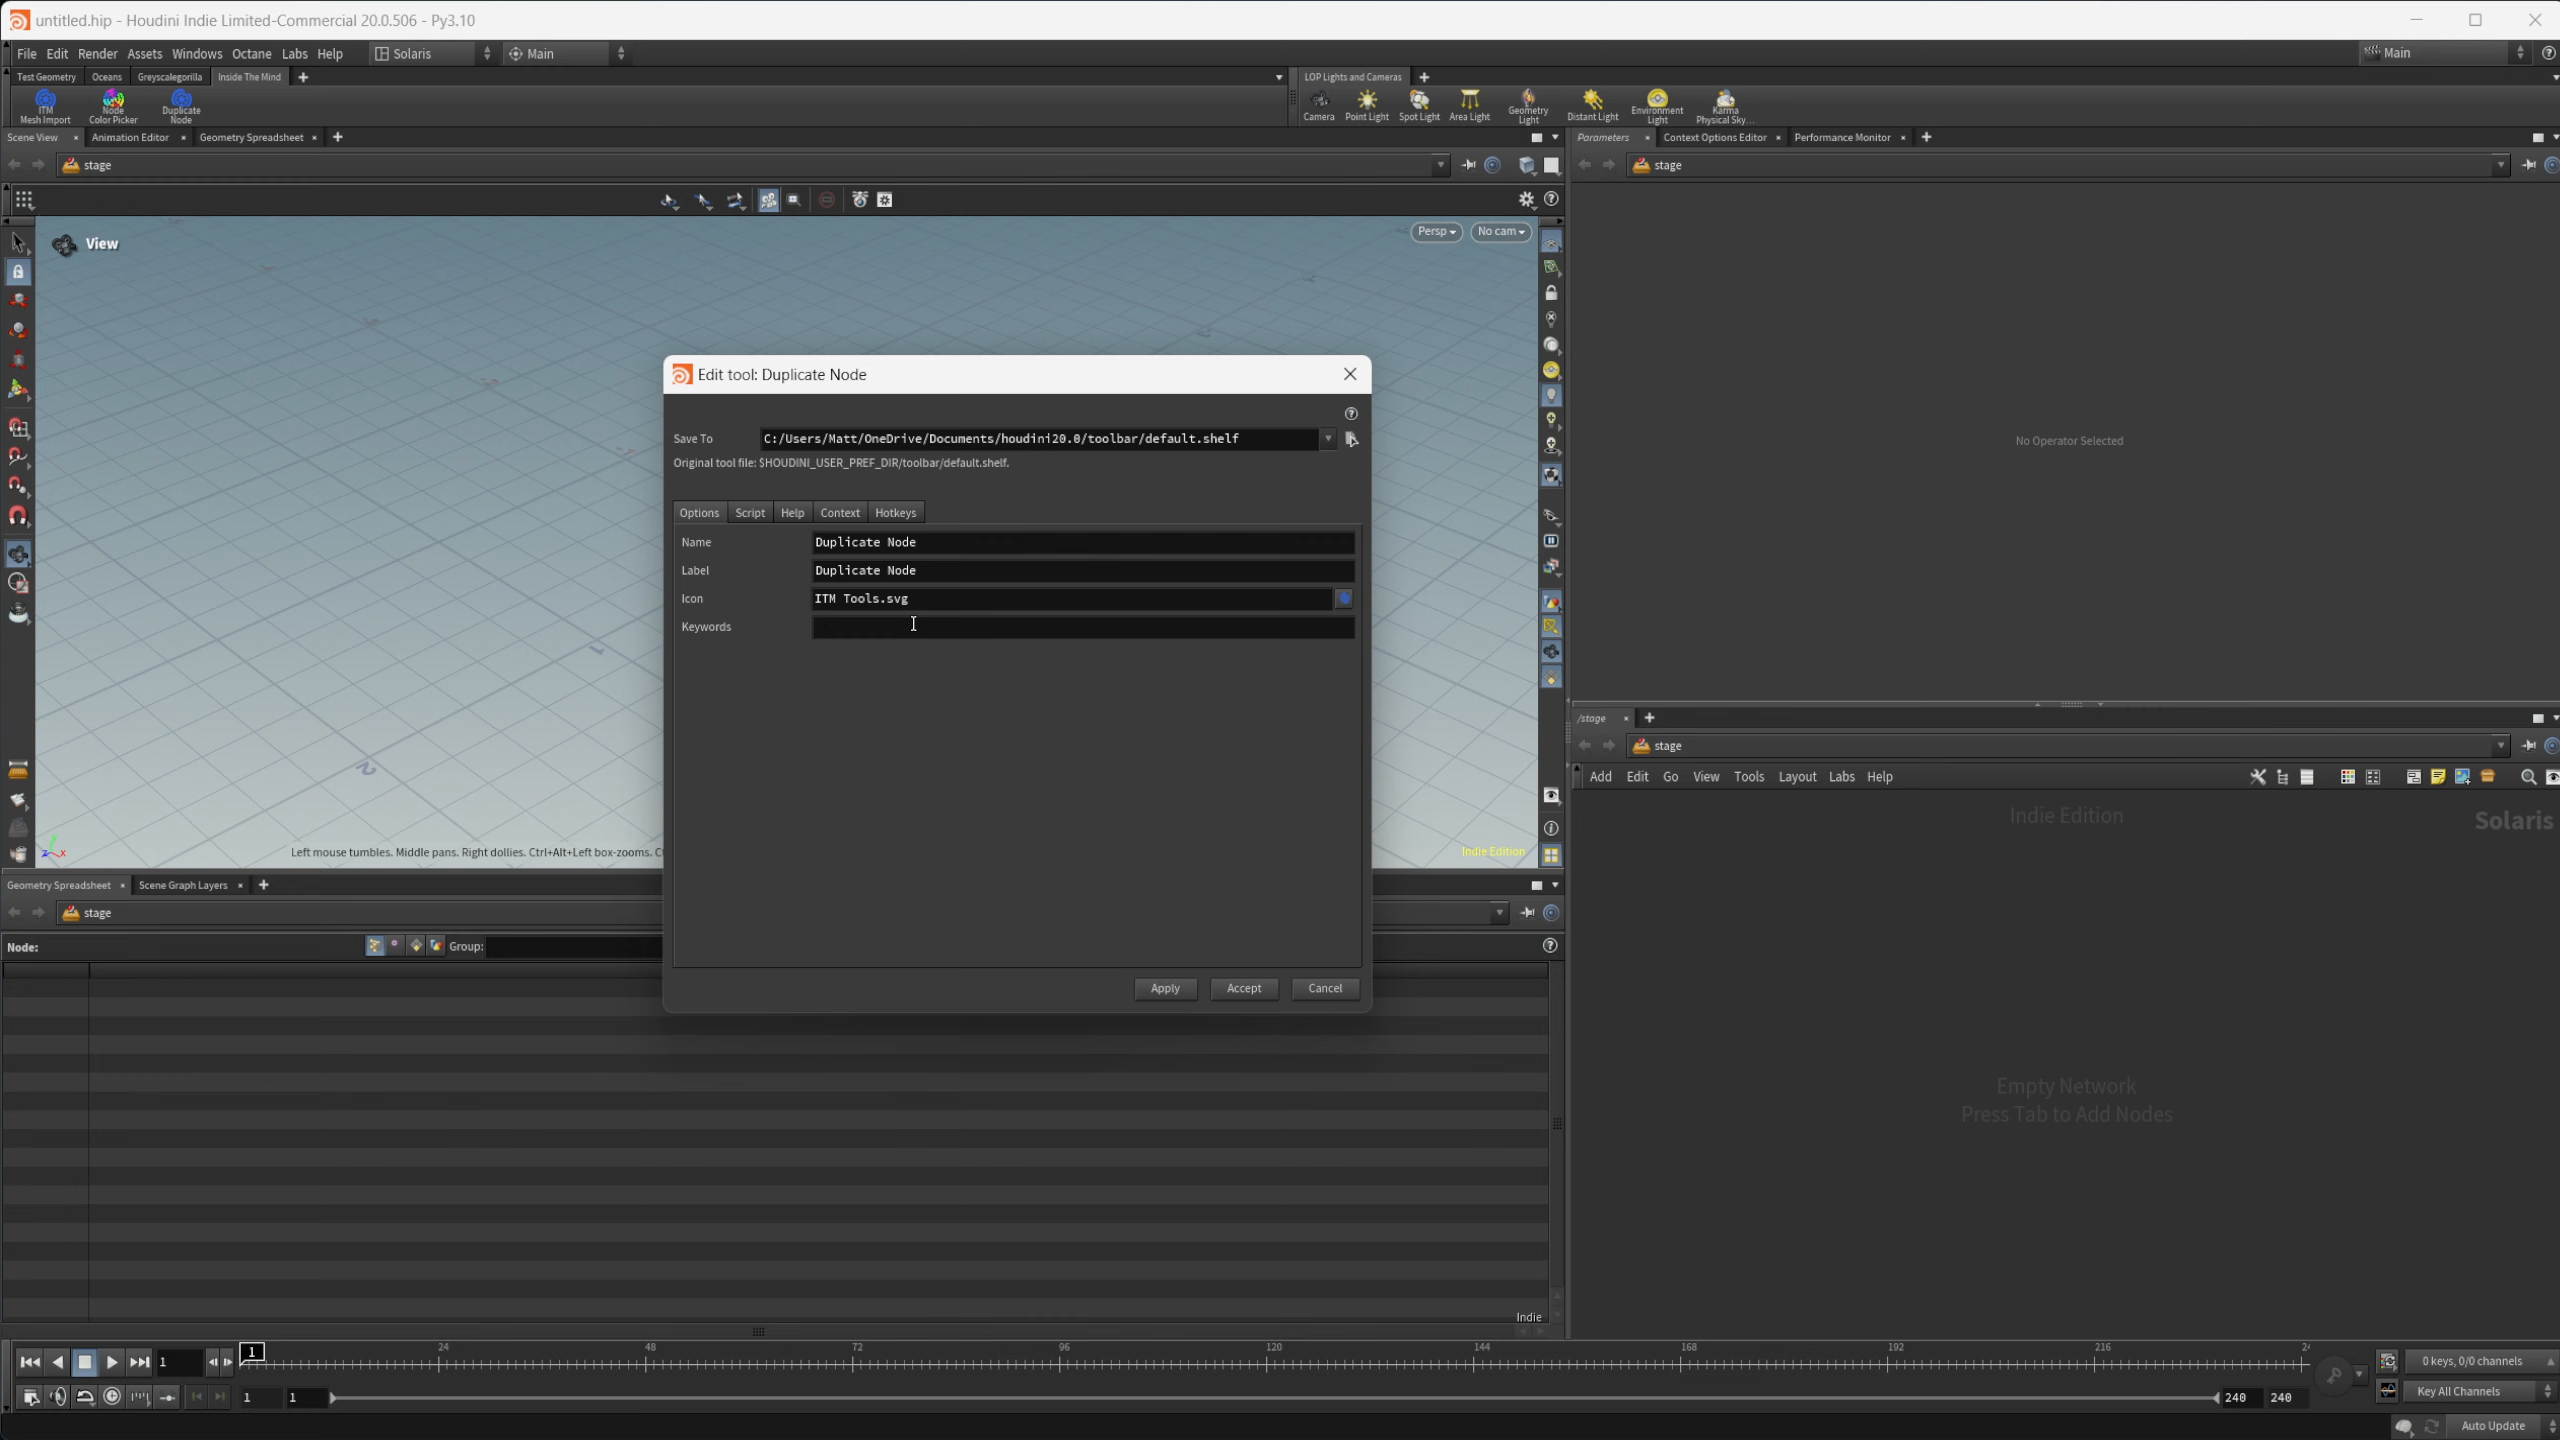 untitled.hip - Houdini Indie Limited-Commercial 20.0.506 - Py3.10
File Edit Render Assets Windows Octane Labs Help Solaris Main Main
Test Geometry Oceans Greyscalegorilla Inside The Mind LOP Lights and Cameras
ITM Mesh Import
Node Color Picker
Duplicate Node
Camera Point Light Spot Light Area Light
Geometry Light
Distant Light
Environment Light
Karma Physical Sky...
Scene View Animation Editor Geometry Spreadsheet Parameters Context Options Editor Performance Monitor
stage stage
View Persp No cam
No Operator Selected
Edit tool: Duplicate Node
Save To C:/Users/Matt/OneDrive/Documents/houdini20.0/toolbar/default.shelf
Original tool file: $HOUDINI_USER_PREF_DIR/toolbar/default.shelf.
Options Script Help Context Hotkeys
Name Duplicate Node
Label Duplicate Node
Icon ITM Tools.svg
Keywords
Apply Accept Cancel
Left mouse tumbles. Middle pans. Right dollies. Ctrl+Alt+Left box-zooms.
Indie Edition
/stage
stage
Add Edit Go View Tools Layout Labs Help
Indie Edition Solaris
Empty Network
Press Tab to Add Nodes
Geometry Spreadsheet Scene Graph Layers
stage
Node: Group:
Indie
1 1 24 48 72 96 120 144 168 192 216
0 keys, 0/0 channels
1 1 240 240 Key All Channels
Auto Update